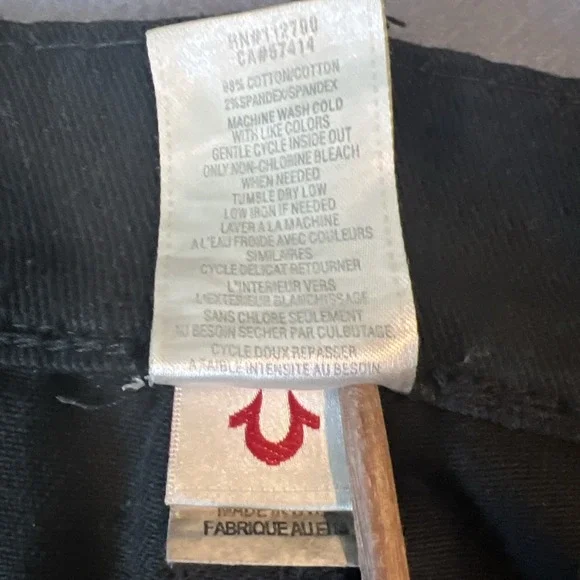 RN#112790
CA#57414
98% COTTON/COTTON
2% SPANDEX/SPANDEX
MACHINE WASH COLD
WITH LIKE COLORS
GENTLE CYCLE INSIDE OUT
ONLY NON-CHLORINE BLEACH
WHEN NEEDED
TUMBLE DRY LOW
LOW IRON IF NEEDED
LAVER A LA MACHINE
A L'EAU FROIDE AVEC COULEURS
SIMILAIRES
CYCLE DELICAT RETOURNER
L'INTERIEUR VERS
L'EXTERIEUR BLANCHISSAGE
SANS CHLORE SEULEMENT
AU BESOIN SECHER PAR CULBUTAGE
CYCLE DOUX REPASSER
A FAIBLE INTENSITE AU BESOIN
MADE IN
FABRIQUE AU